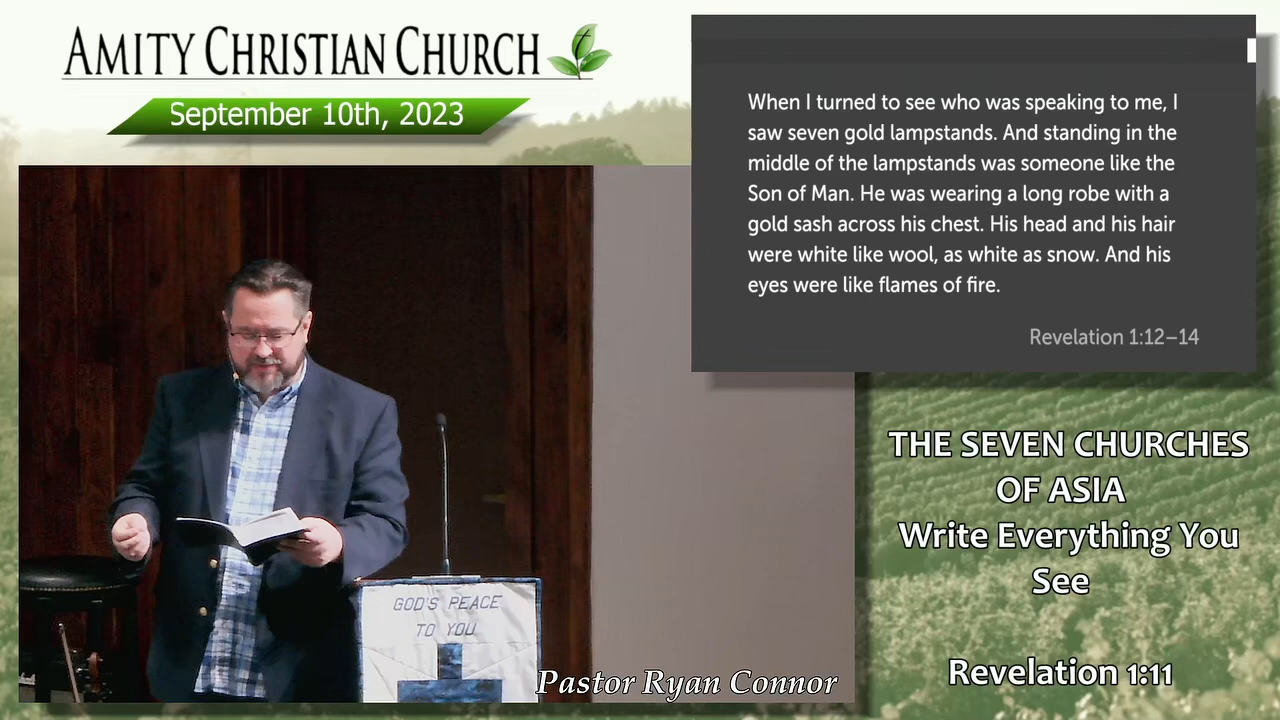 AMITY CHRISTIAN CHURCH
September 10th, 2023
When I turned to see who was speaking to me, I
saw seven gold lampstands. And standing in the
middle of the lampstands was someone like the
Son of Man. He was wearing a long robe with a
gold sash across his chest. His head and his hair
were white like wool, as white as snow. And his
eyes were like flames of fire.
Revelation 1:12–14
THE SEVEN CHURCHES
OF ASIA
Write Everything You
See
Revelation 1:11
GOD'S PEACE
TO YOU
Pastor Ryan Connor